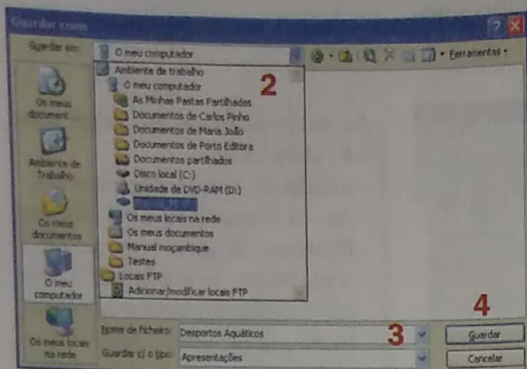 Guardar como
Guardar em: O meu computador Ferramentas
Ambiente de trabalho
O meu computador
2
As Minhas Pastas Partilhadas
Documentos de Carlos Pinho
Documentos de Maria João
Documentos de Porto Editora
Documentos partilhados
Disco local (C:)
Unidade de DVD-RAM (D:)
Os meus locais na rede
Os meus documentos
Manual moçambique
Testes
Locais FTP
Adicionar/modificar locais FTP
Os meus
document...
Ambiente de
Trabalho
Os meus
documentos
O meu
computador
Os meus locais
na rede
4
Nome de ficheiro: Desportos Aquáticos 3 Guardar
Guardar c/ o tipo: Apresentações Cancelar